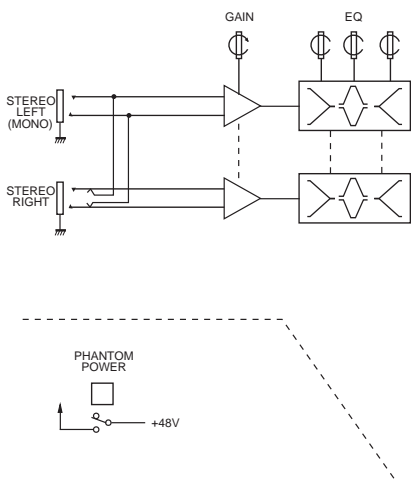 GAIN
EQ
STEREO
LEFT
(MONO)
STEREO
RIGHT
PHANTOM
POWER
+48V